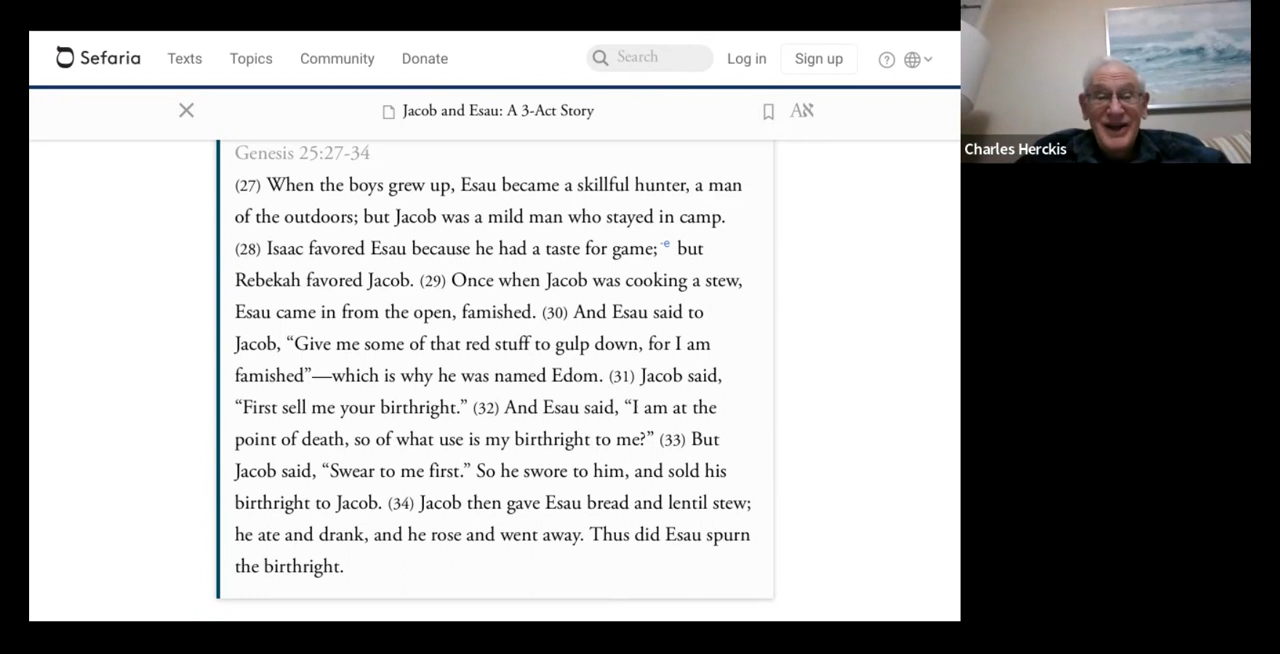 Sefaria Texts Topics Community Donate Search Log in Sign up
Jacob and Esau: A 3-Act Story Aא
Genesis 25:27-34
(27) When the boys grew up, Esau became a skillful hunter, a man
of the outdoors; but Jacob was a mild man who stayed in camp.
(28) Isaac favored Esau because he had a taste for game;-e but
Rebekah favored Jacob. (29) Once when Jacob was cooking a stew,
Esau came in from the open, famished. (30) And Esau said to
Jacob, “Give me some of that red stuff to gulp down, for I am
famished”—which is why he was named Edom. (31) Jacob said,
“First sell me your birthright.” (32) And Esau said, “I am at the
point of death, so of what use is my birthright to me?” (33) But
Jacob said, “Swear to me first.” So he swore to him, and sold his
birthright to Jacob. (34) Jacob then gave Esau bread and lentil stew;
he ate and drank, and he rose and went away. Thus did Esau spurn
the birthright.
Charles Herckis